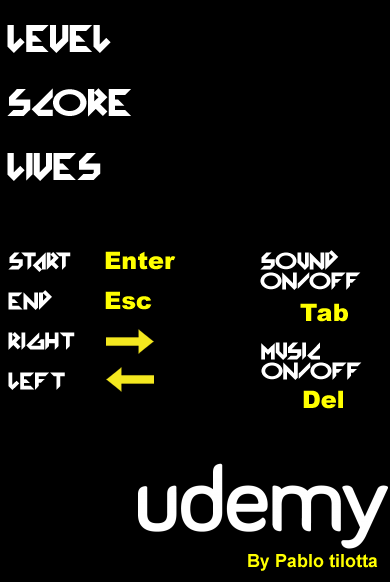 LEVEL
SCORE
LIVES
START Enter
END Esc
RIGHT →
LEFT ←
SOUND
ON/OFF
Tab
MUSIC
ON/OFF
Del
udemy
By Pablo tilotta